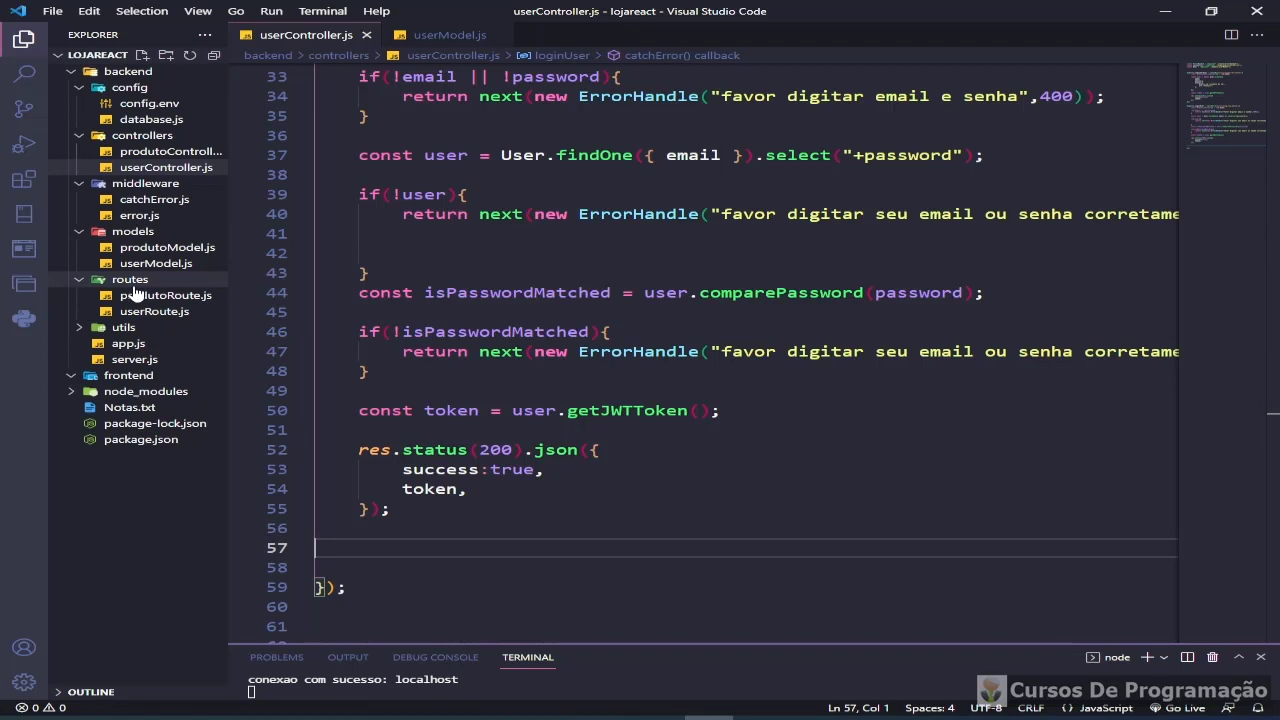 File Edit Selection View Go Run Terminal Help userController.js • lojareact - Visual Studio Code
EXPLORER ...
userController.js
userModel.js
LOJAREACT
backend > controllers > userController.js > loginUser > catchError() callback
backend
config
config.env
database.js
controllers
produtoControll...
userController.js
middleware
catchError.js
error.js
models
produtoModel.js
userModel.js
routes
userRoute.js
utils
app.js
server.js
frontend
node_modules
Notas.txt
package-lock.json
package.json
OUTLINE
33 if(!email || !password){
34 return next(new ErrorHandle("favor digitar email e senha",400));
35 }
36
37 const user = User.findOne({ email }).select("+password");
38
39 if(!user){
40 return next(new ErrorHandle("favor digitar seu email ou senha corretame
41
42
43 }
44 const isPasswordMatched = user.comparePassword(password);
45
46 if(!isPasswordMatched){
47 return next(new ErrorHandle("favor digitar seu email ou senha corretame
48 }
49
50 const token = user.getJWTToken();
51
52 res.status(200).json({
53 success:true,
54 token,
55 });
56
57
58
59 });
60
61
PROBLEMS OUTPUT DEBUG CONSOLE TERMINAL node
conexao com sucesso: localhost
Cursos De Programação
0 0 Ln 57, Col 1 Spaces: 4 UTF-8 CRLF JavaScript Go Live